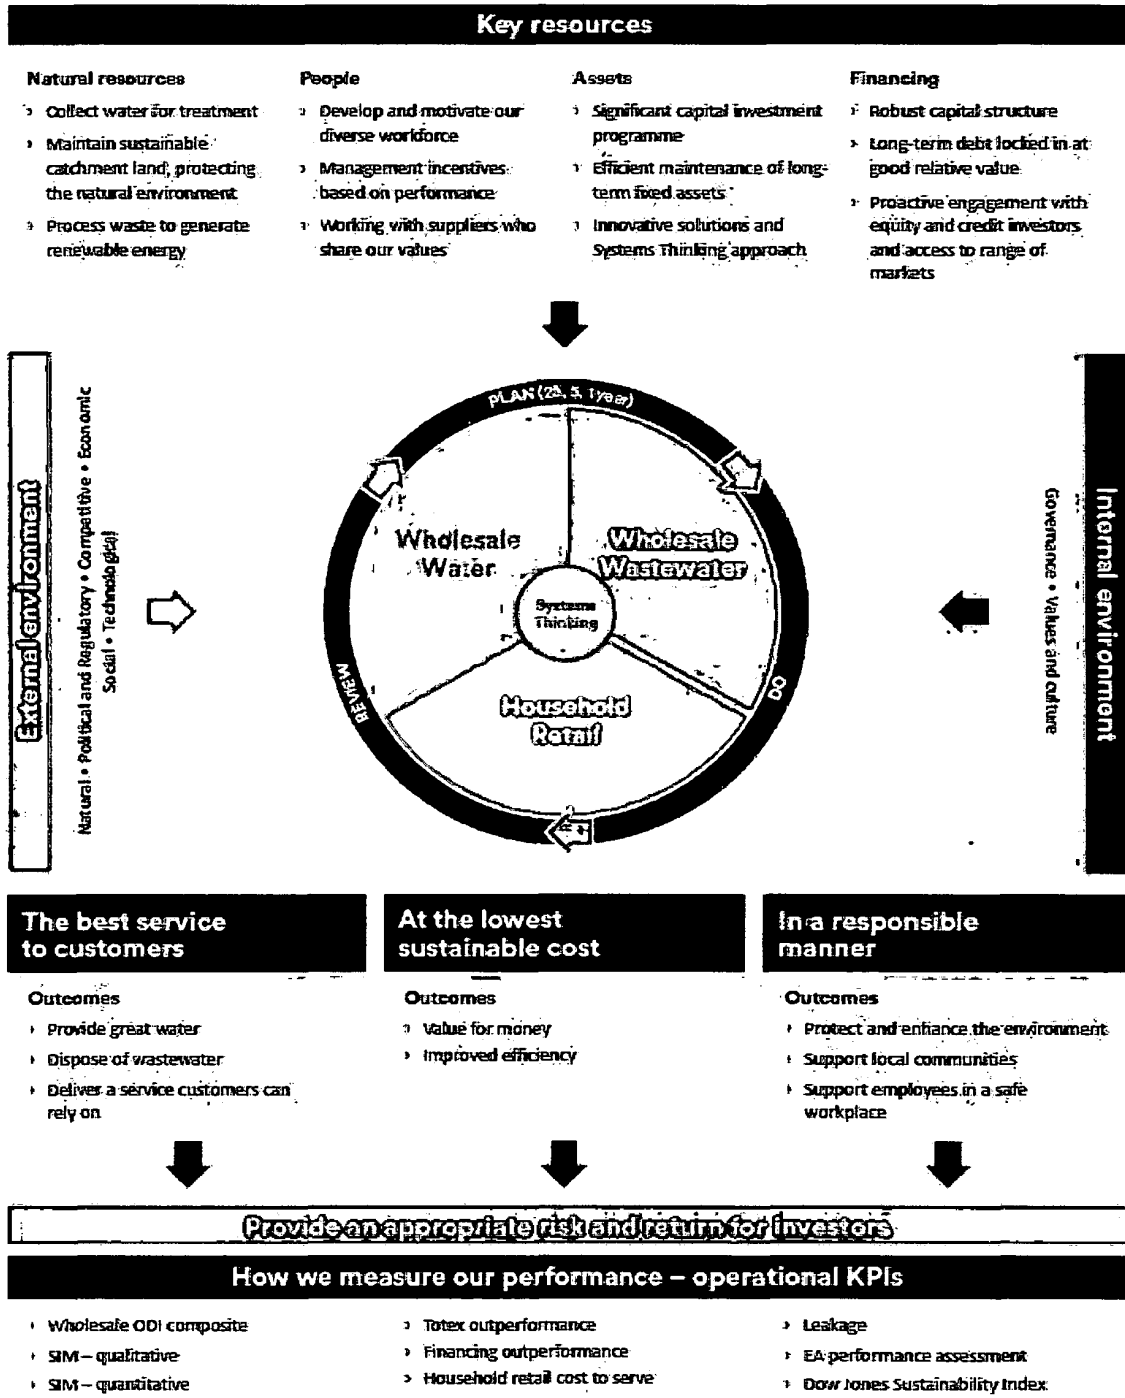 Key resources
Natural resources
› Collect water for treatment
› Maintain sustainable
catchment land, protecting
the natural environment
› Process waste to generate
renewable energy
People
› Develop and motivate our
diverse workforce
› Management incentives
based on performance
› Working with suppliers who
share our values
Assets
› Significant capital investment
programme
› Efficient maintenance of long-
term fixed assets
› Innovative solutions and
Systems Thinking approach
Financing
› Robust capital structure
› Long-term debt locked in at
good relative value
› Proactive engagement with
equity and credit investors
and access to range of
markets
External environment
Natural • Political and Regulatory • Competitive • Economic
Social • Technological
PLAN (25, 5, 1 year)
Wholesale
Water
Wholesale
Wastewater
Systems
Thinking
Household
Retail
REVIEW
DO
Governance • Values and culture
Internal environment
The best service
to customers
Outcomes
› Provide great water
› Dispose of wastewater
› Deliver a service customers can
rely on
At the lowest
sustainable cost
Outcomes
› Value for money
› Improved efficiency
In a responsible
manner
Outcomes
› Protect and enhance the environment
› Support local communities
› Support employees in a safe
workplace
Provide an appropriate risk and return for investors
How we measure our performance – operational KPIs
› Wholesale ODI composite
› SIM – qualitative
› SIM – quantitative
› Totex outperformance
› Financing outperformance
› Household retail cost to serve
› Leakage
› EA performance assessment
› Dow Jones Sustainability Index